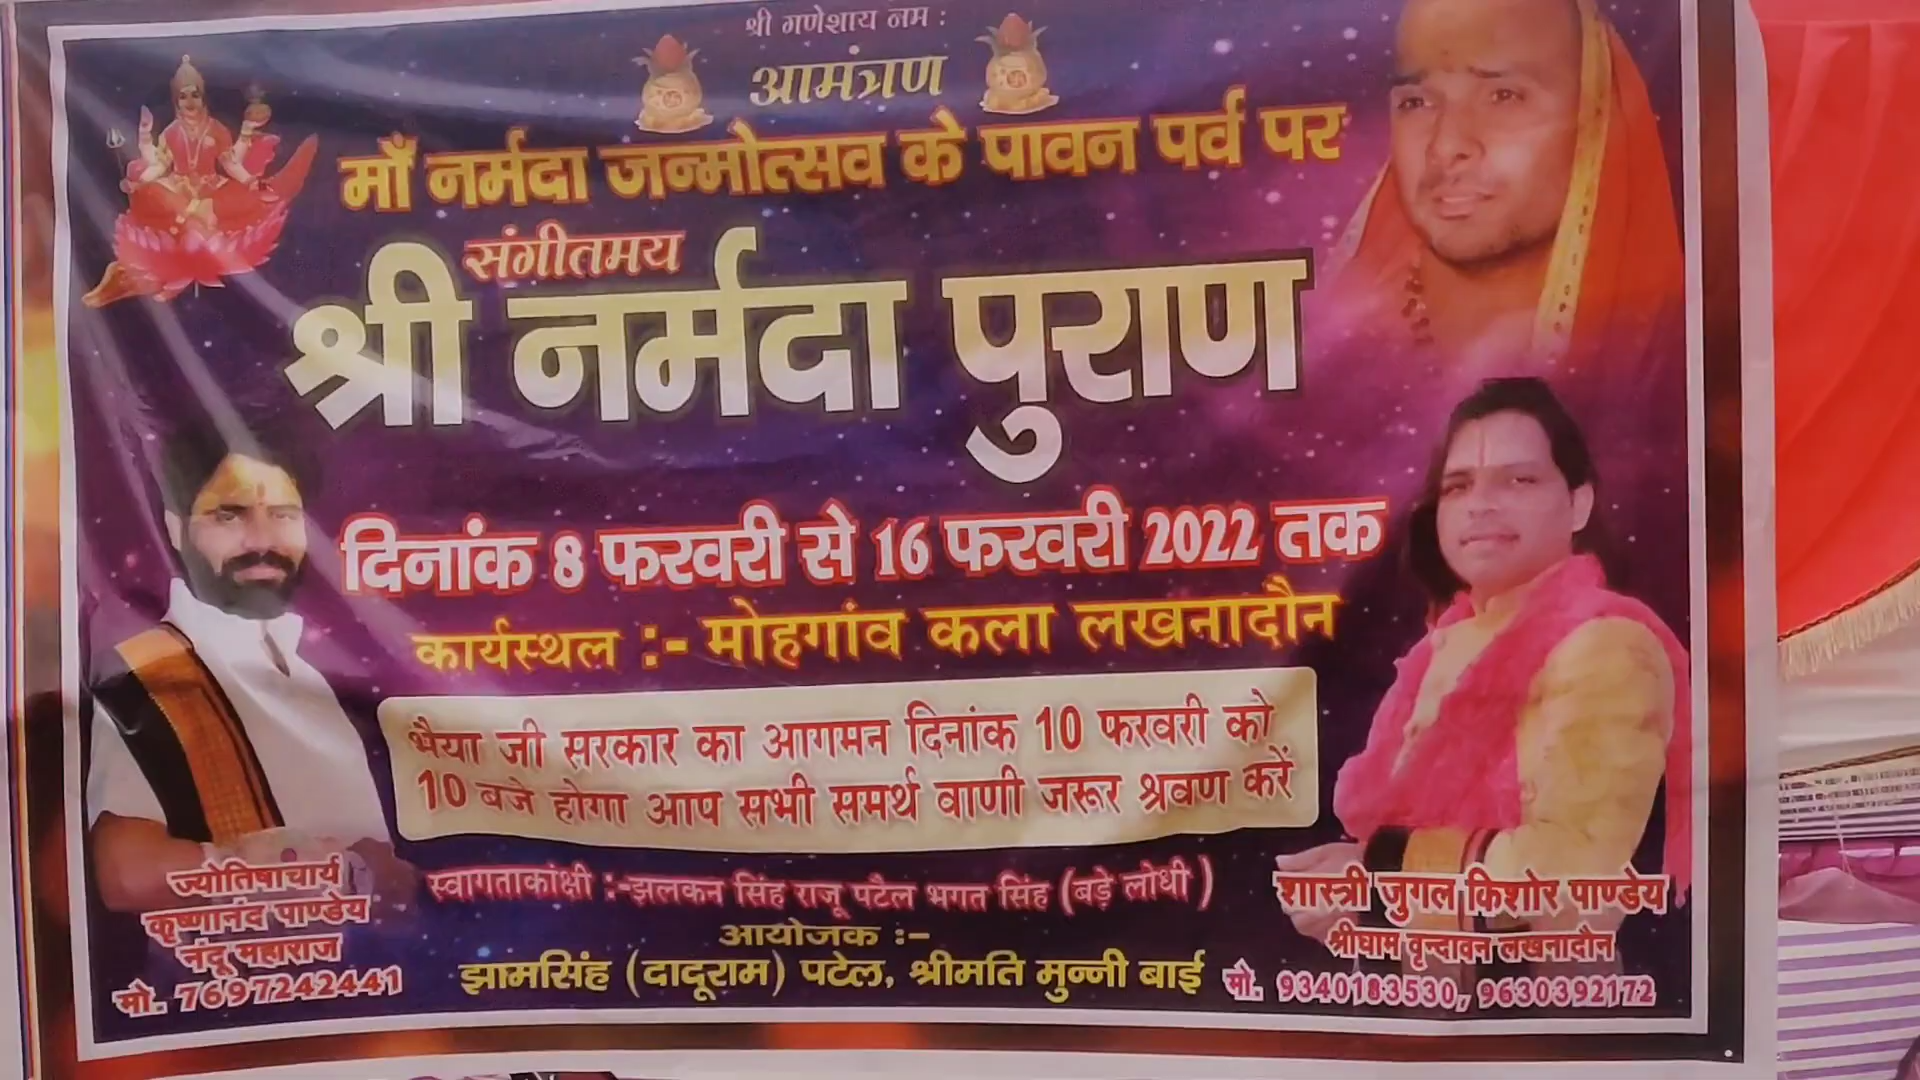 श्री गणेशाय नम :
आमंत्रण
माँ नर्मदा जन्मोत्सव के पावन पर्व पर
संगीतमय
श्री नर्मदा पुराण
दिनांक 8 फरवरी से 16 फरवरी 2022 तक
कार्यस्थल :- मोहगांव कला लखनादौन
भैया जी सरकार का आगमन दिनांक 10 फरवरी को
10 बजे होगा आप सभी समर्थ वाणी जरूर श्रवण करें
स्वागताकांक्षी :-झलकन सिंह राजू पटैल भगत सिंह (बड़े लोधी )
आयोजक :-
झामसिंह (दादूराम) पटेल, श्रीमति मुन्नी बाई
ज्योतिषाचार्य
कृष्णानंद पाण्डेय
नंदू महाराज
मो. 7697242441
शास्त्री जुगल किशोर पाण्डेय
श्रीधाम वृन्दावन लखनादौन
मो. 9340183530, 9630392172